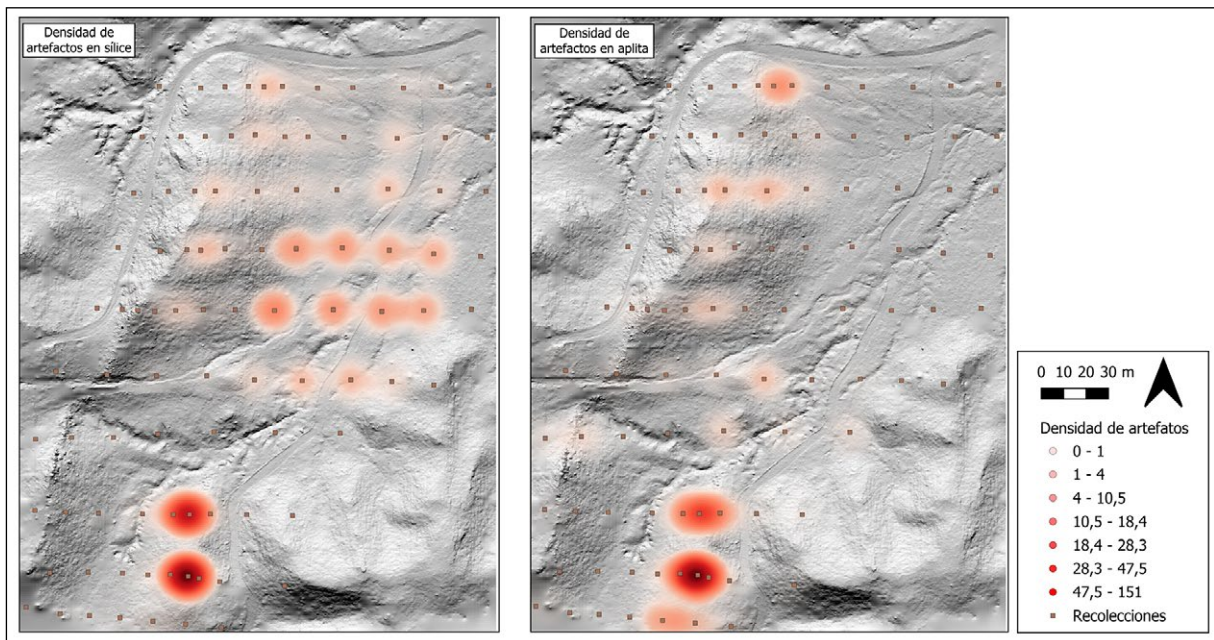 Densidad de
artefactos en sílice
Densidad de
artefactos en aplita
0 10 20 30 m
Densidad de artefatos
0 - 1
1 - 4
4 - 10,5
10,5 - 18,4
18,4 - 28,3
28,3 - 47,5
47,5 - 151
Recolecciones